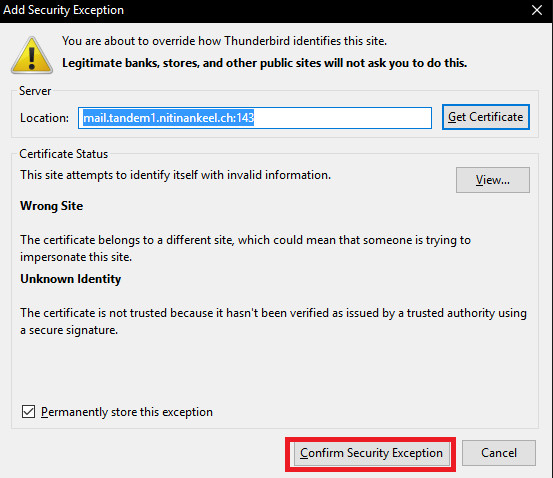 Add Security Exception
You are about to override how Thunderbird identifies this site.
Legitimate banks, stores, and other public sites will not ask you to do this.
Server
Location: mail.tandem1.nitinankeel.ch:143 Get Certificate
Certificate Status
This site attempts to identify itself with invalid information. View...
Wrong Site
The certificate belongs to a different site, which could mean that someone is trying to
impersonate this site.
Unknown Identity
The certificate is not trusted because it hasn't been verified as issued by a trusted authority using
a secure signature.
Permanently store this exception
Confirm Security Exception Cancel